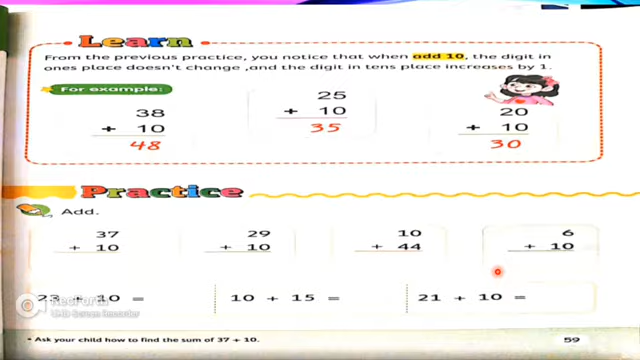 Learn
From the previous practice, you notice that when add 10, the digit in
ones place doesn't change ,and the digit in tens place increases by 1.
For example:
38 + 10 48
25 + 10 35
20 + 10 30
Practice
Add.
37 + 10
29 + 10
10 + 44
6 + 10
23 + 10 =
10 + 15 =
21 + 10 =
RecForth
• Ask your child how to find the sum of 37 + 10.
59